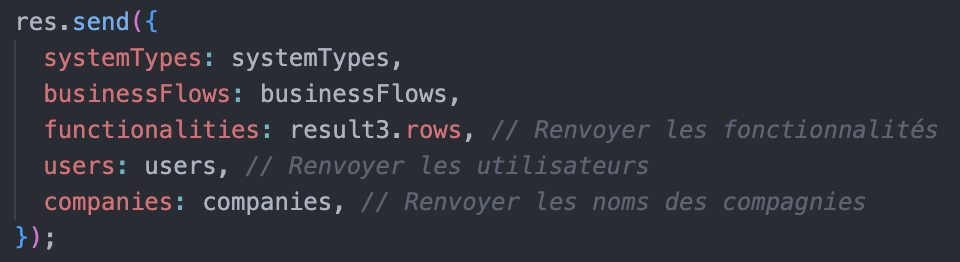 res.send({
systemTypes: systemTypes,
businessFlows: businessFlows,
functionalities: result3.rows, // Renvoyer les fonctionnalités
users: users, // Renvoyer les utilisateurs
companies: companies, // Renvoyer les noms des compagnies
});